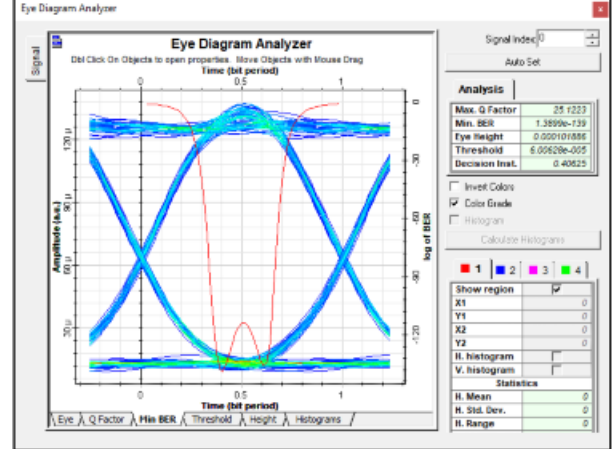 Eye Diagram Analyzer
Signal
Eye Diagram Analyzer
Dbl Click On Objects to open properties. Move Objects with Mouse Drag
Time (bit period)
0 0.5 1
Amplitude (a.u.)
120 μ
90 μ
60 μ
30 μ
log of BER
0
-30
-60
-90
-120
0 0.5 1
Time (bit period)
Eye Q Factor Min BER Threshold Height Histograms
Signal Index: 0
Auto Set
Analysis
Max. Q Factor 25.1223
Min. BER 1.3899e-139
Eye Height 0.000101886
Threshold 6.00628e-005
Decision Inst. 0.40625
Invert Colors
Color Grade
Histogram
Calculate Histograms
1 2 3 4
Show region
X1 0
Y1 0
X2 0
Y2 0
H. histogram
V. histogram
Statistics
H. Mean 0
H. Std. Dev. 0
H. Range 0